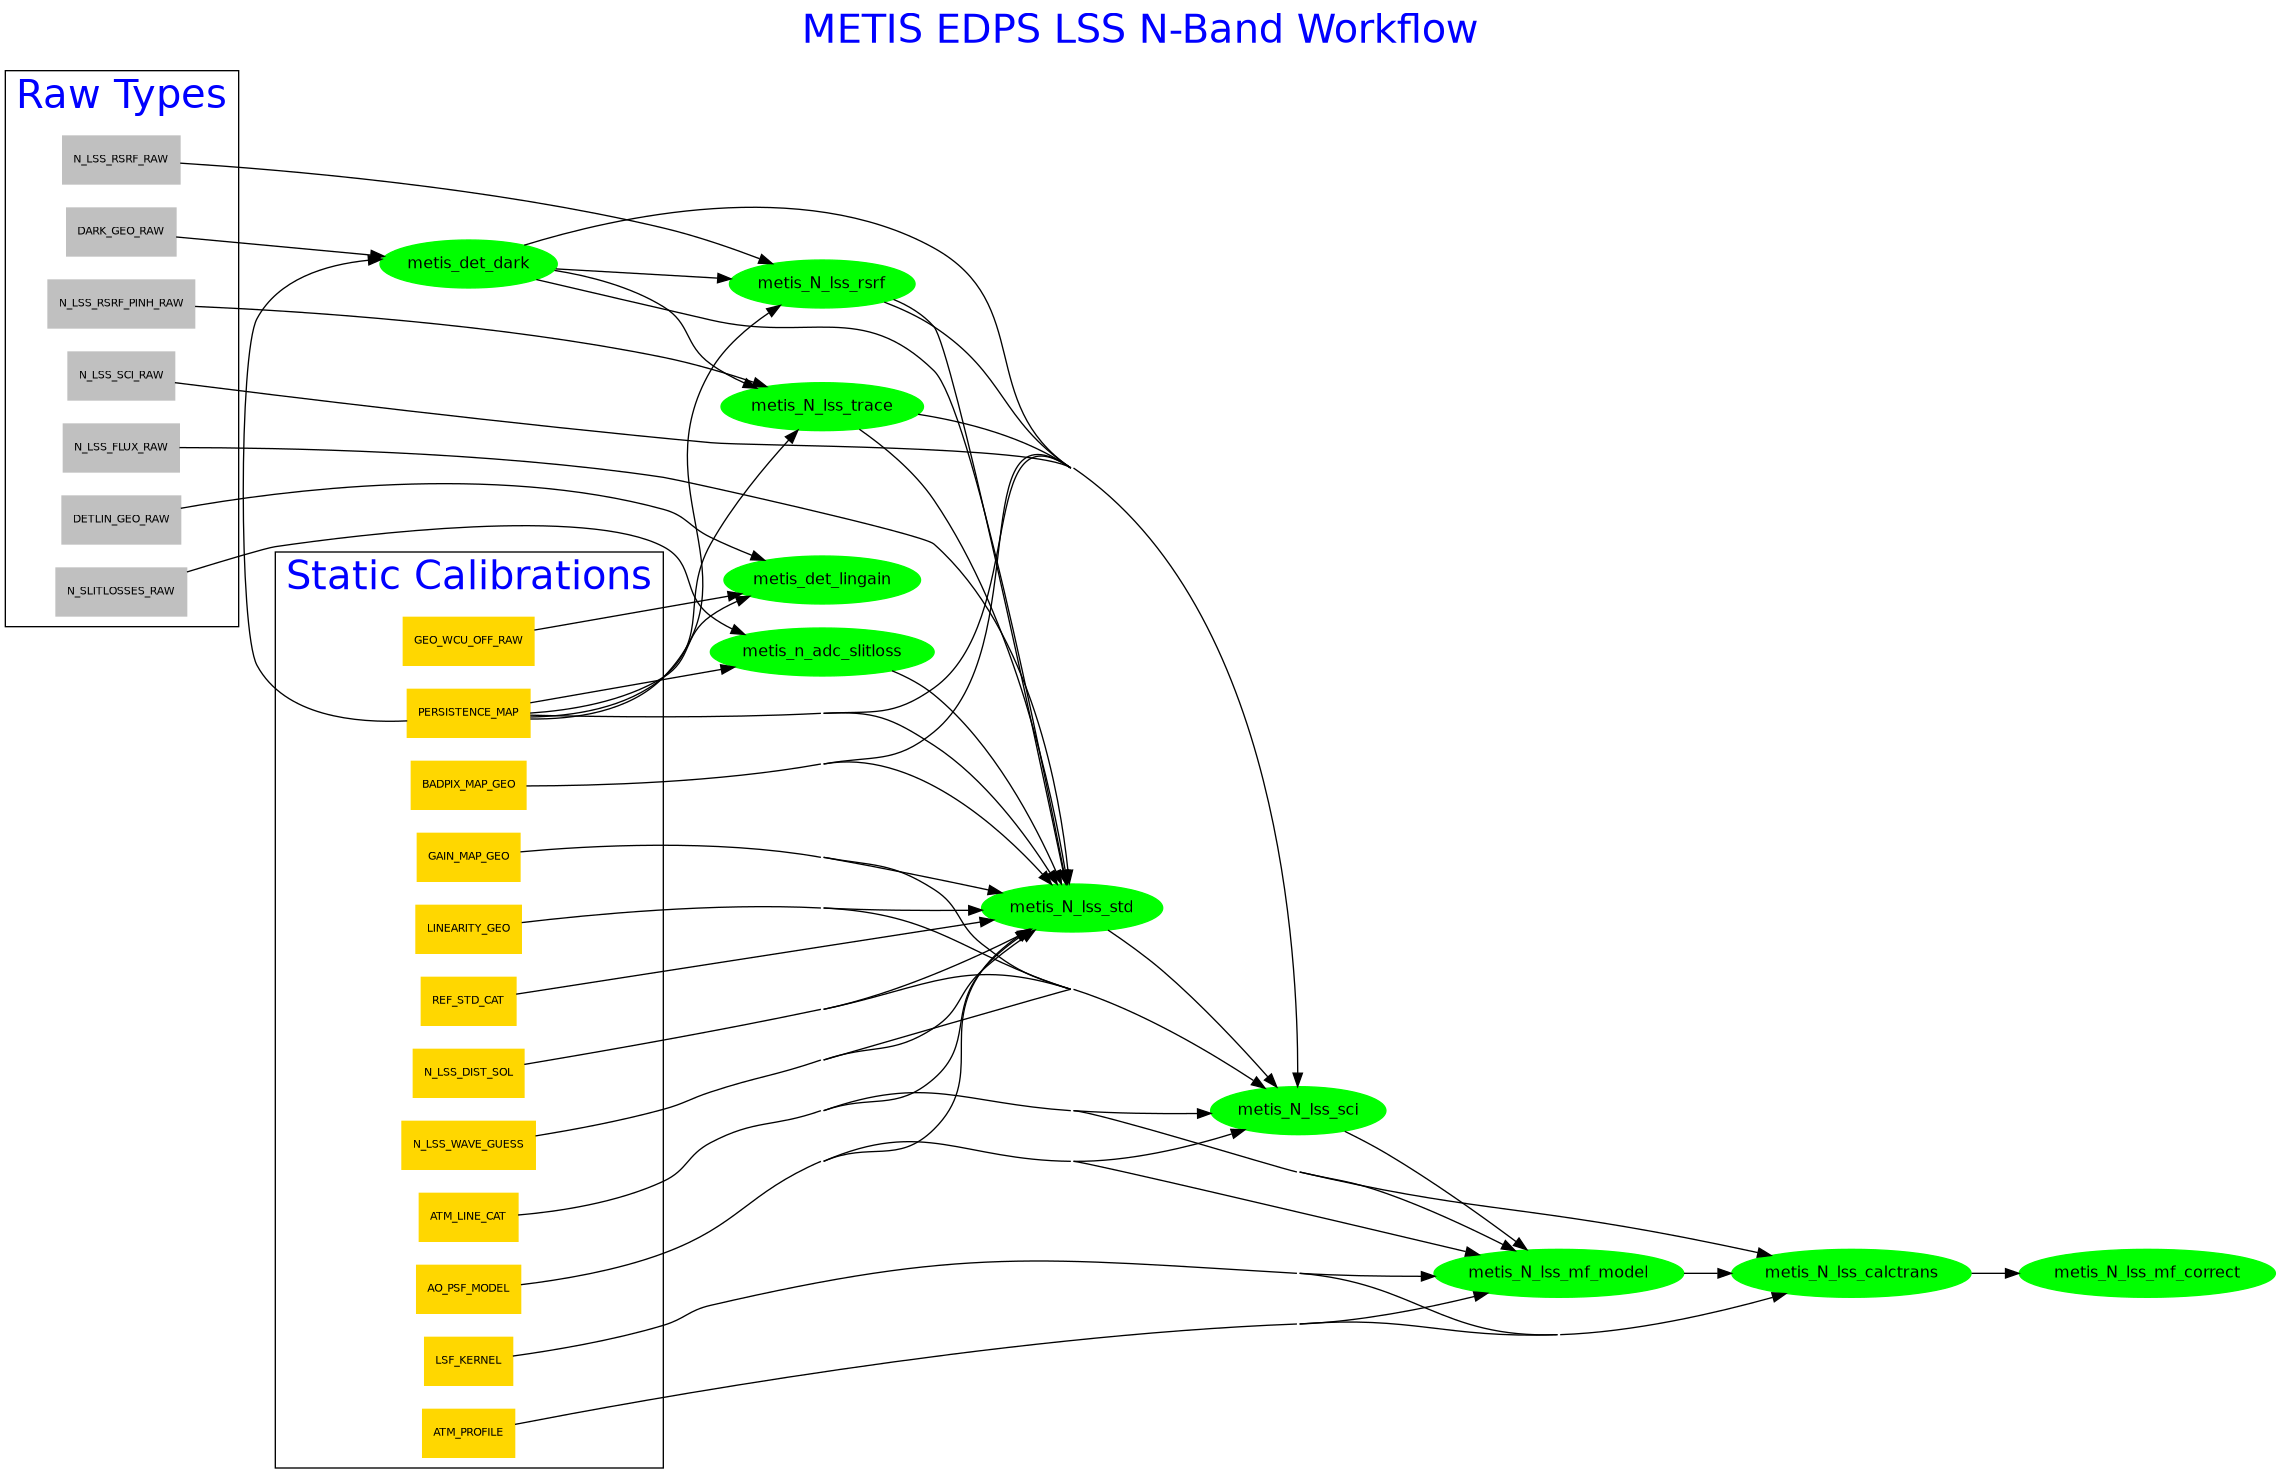 METIS EDPS LSS N-Band Workflow
Raw Types
N_LSS_RSRF_RAW
DARK_GEO_RAW
N_LSS_RSRF_PINH_RAW
N_LSS_SCI_RAW
N_LSS_FLUX_RAW
DETLIN_GEO_RAW
N_SLITLOSSES_RAW
Static Calibrations
GEO_WCU_OFF_RAW
PERSISTENCE_MAP
BADPIX_MAP_GEO
GAIN_MAP_GEO
LINEARITY_GEO
REF_STD_CAT
N_LSS_DIST_SOL
N_LSS_WAVE_GUESS
ATM_LINE_CAT
AO_PSF_MODEL
LSF_KERNEL
ATM_PROFILE
metis_det_dark
metis_N_lss_rsrf
metis_N_lss_trace
metis_det_lingain
metis_n_adc_slitloss
metis_N_lss_std
metis_N_lss_sci
metis_N_lss_mf_model
metis_N_lss_calctrans
metis_N_lss_mf_correct